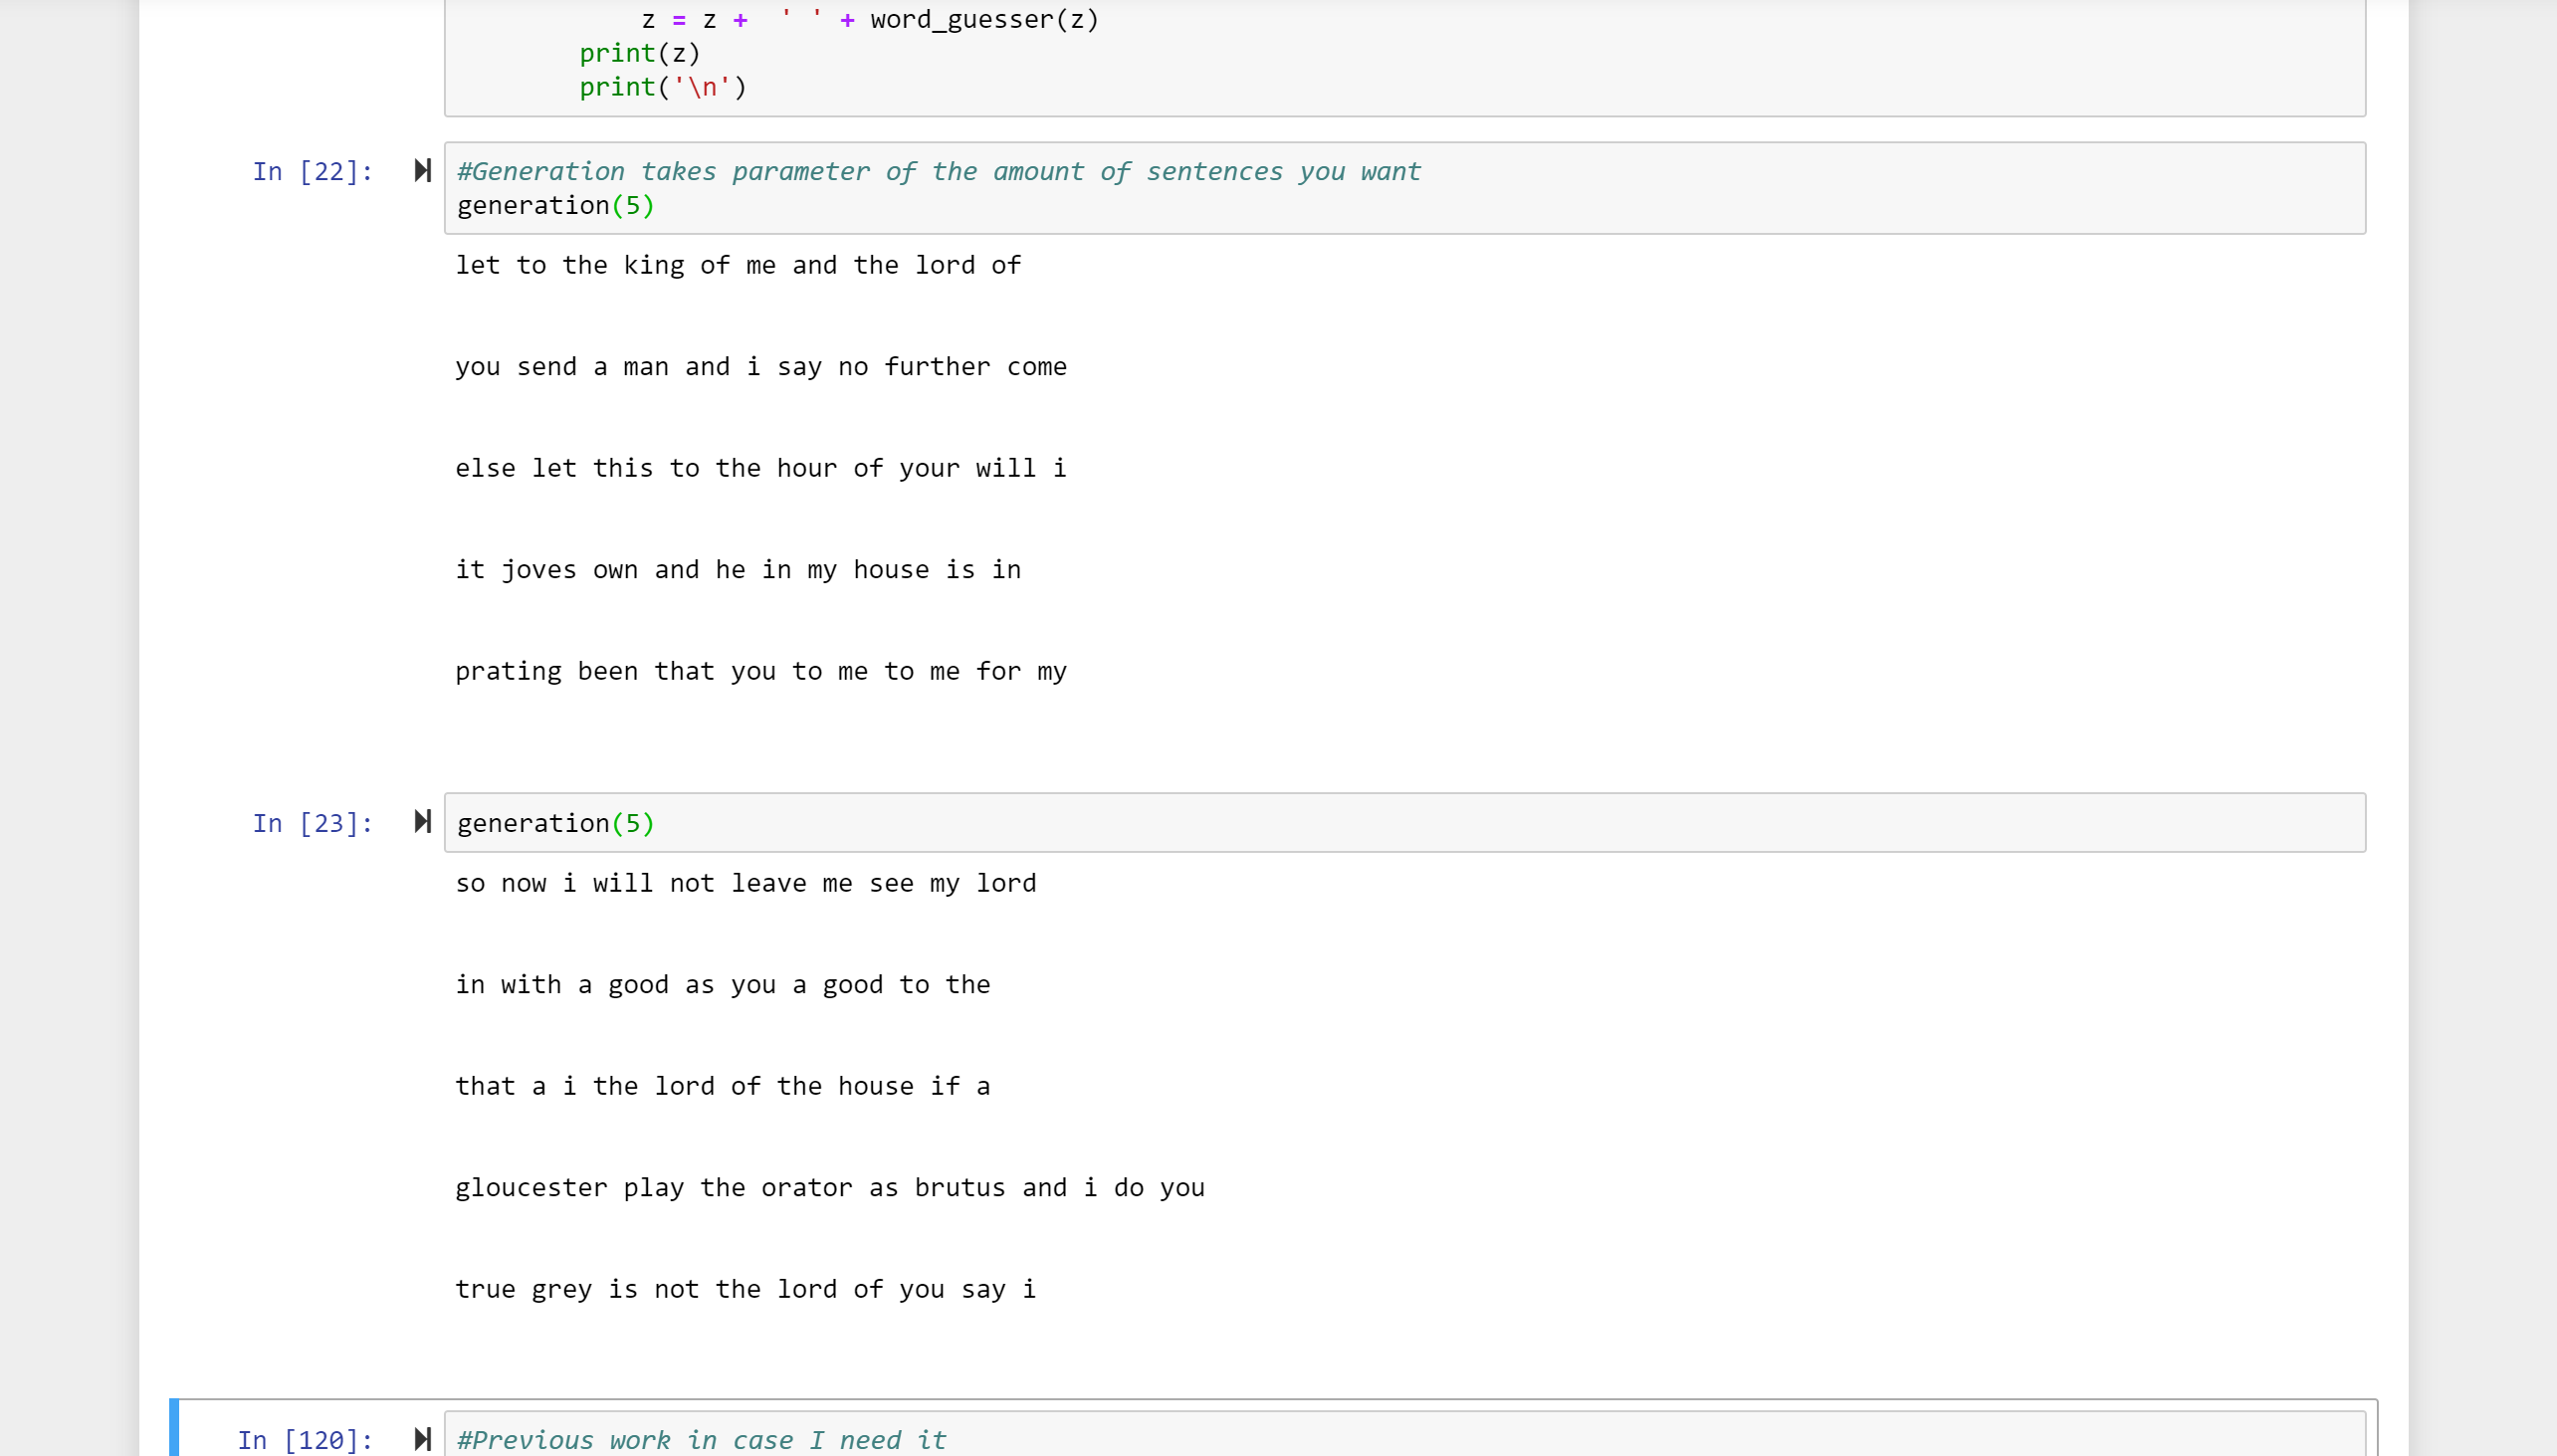 z = z +  ' ' + word_guesser(z)
print(z)
print('\n')
In [22]:
#Generation takes parameter of the amount of sentences you want
generation(5)
let to the king of me and the lord of
you send a man and i say no further come
else let this to the hour of your will i
it joves own and he in my house is in
prating been that you to me to me for my
In [23]:
generation(5)
so now i will not leave me see my lord
in with a good as you a good to the
that a i the lord of the house if a
gloucester play the orator as brutus and i do you
true grey is not the lord of you say i
In [120]:
#Previous work in case I need it